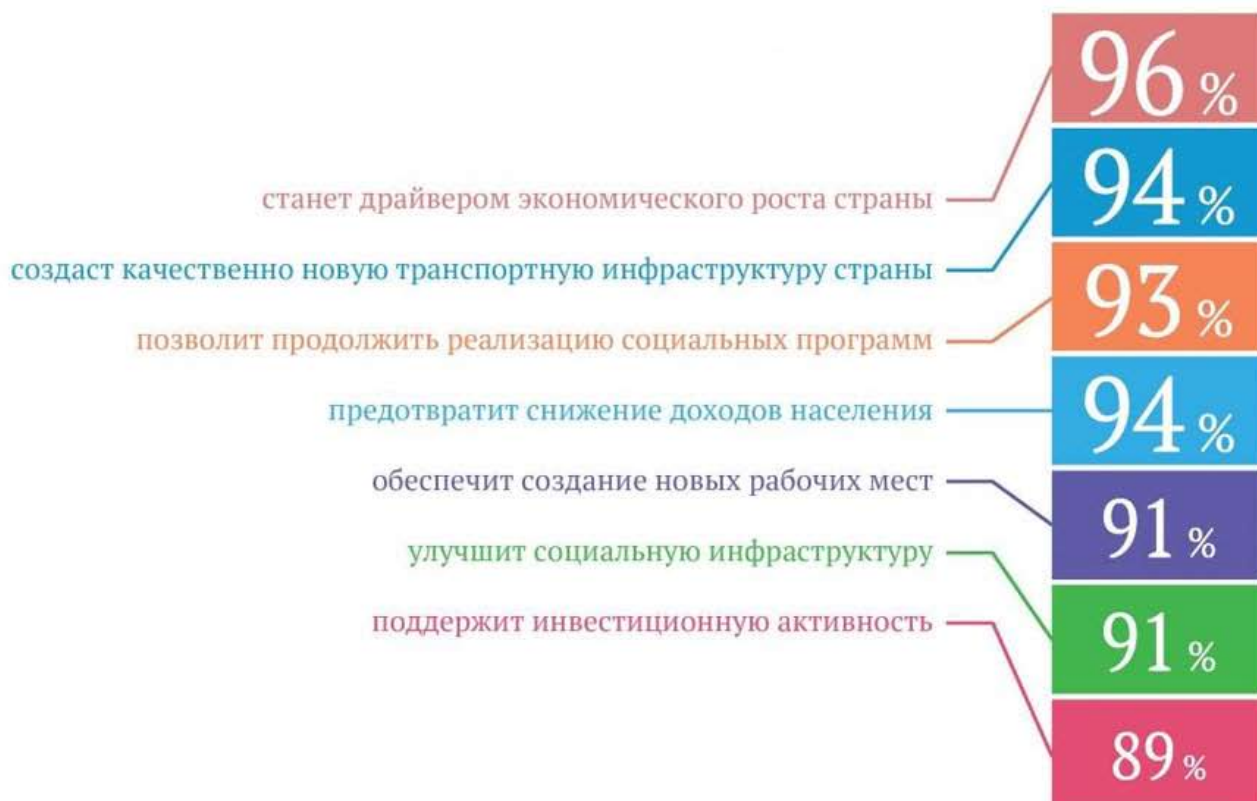 96 %
станет драйвером экономического роста страны
94 %
создаст качественно новую транспортную инфраструктуру страны
93 %
позволит продолжить реализацию социальных программ
94 %
предотвратит снижение доходов населения
91 %
обеспечит создание новых рабочих мест
91 %
улучшит социальную инфраструктуру
89 %
поддержит инвестиционную активность